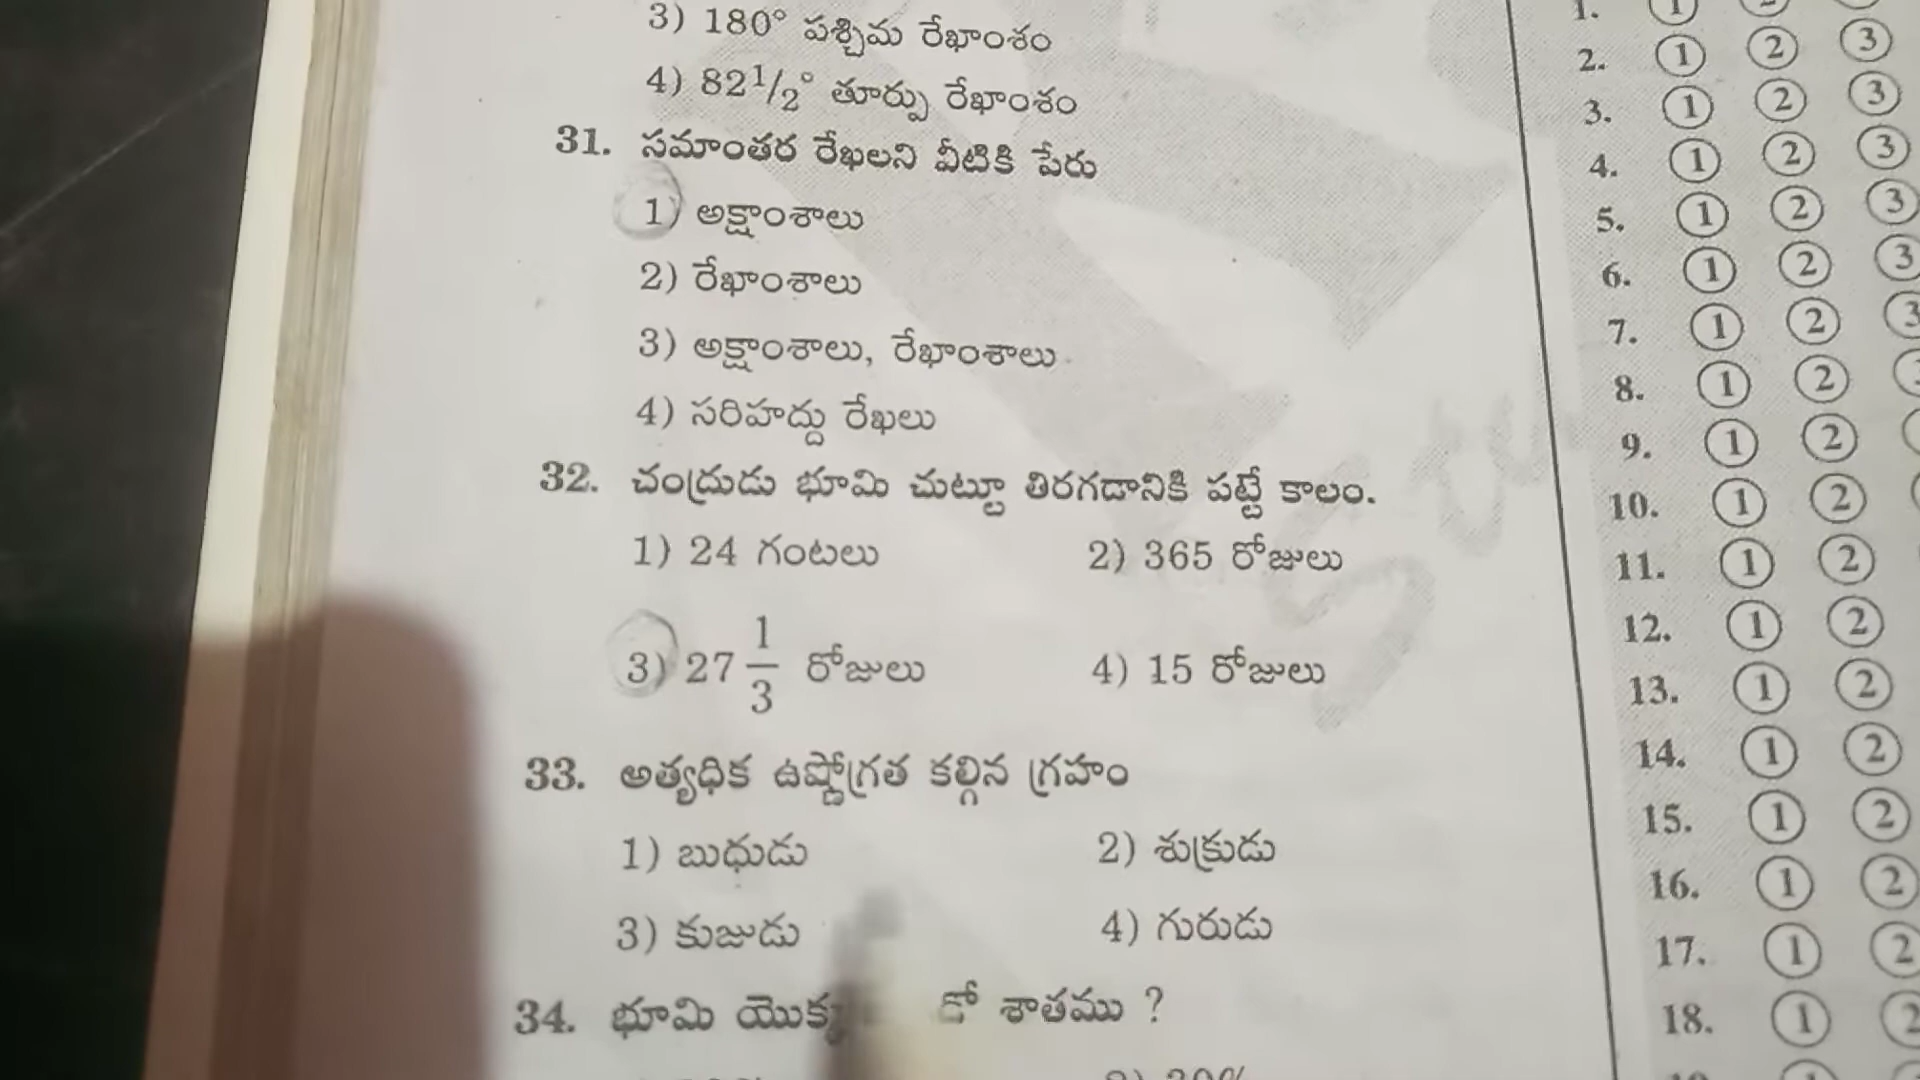 3) 180° పశ్చిమ రేఖాంశం
4) 82 1/2° తూర్పు రేఖాంశం
31. సమాంతర రేఖలని వీటికి పేరు
1) అక్షాంశాలు
2) రేఖాంశాలు
3) అక్షాంశాలు, రేఖాంశాలు
4) సరిహద్దు రేఖలు
32. చంద్రుడు భూమి చుట్టూ తిరగడానికి పట్టే కాలం.
1) 24 గంటలు 2) 365 రోజులు
3) 27 1/3 రోజులు 4) 15 రోజులు
33. అత్యధిక ఉష్ణోగ్రత కల్గిన గ్రహం
1) బుధుడు 2) శుక్రుడు
3) కుజుడు 4) గురుడు
34. భూమి యొక్క శాతము ?
1. 1 2
2. 1 2 3
3. 1 2 3
4. 1 2 3
5. 1 2 3
6. 1 2 3
7. 1 2 3
8. 1 2
9. 1 2
10. 1 2
11. 1 2
12. 1 2
13. 1 2
14. 1 2
15. 1 2
16. 1 2
17. 1 2
18. 1 2